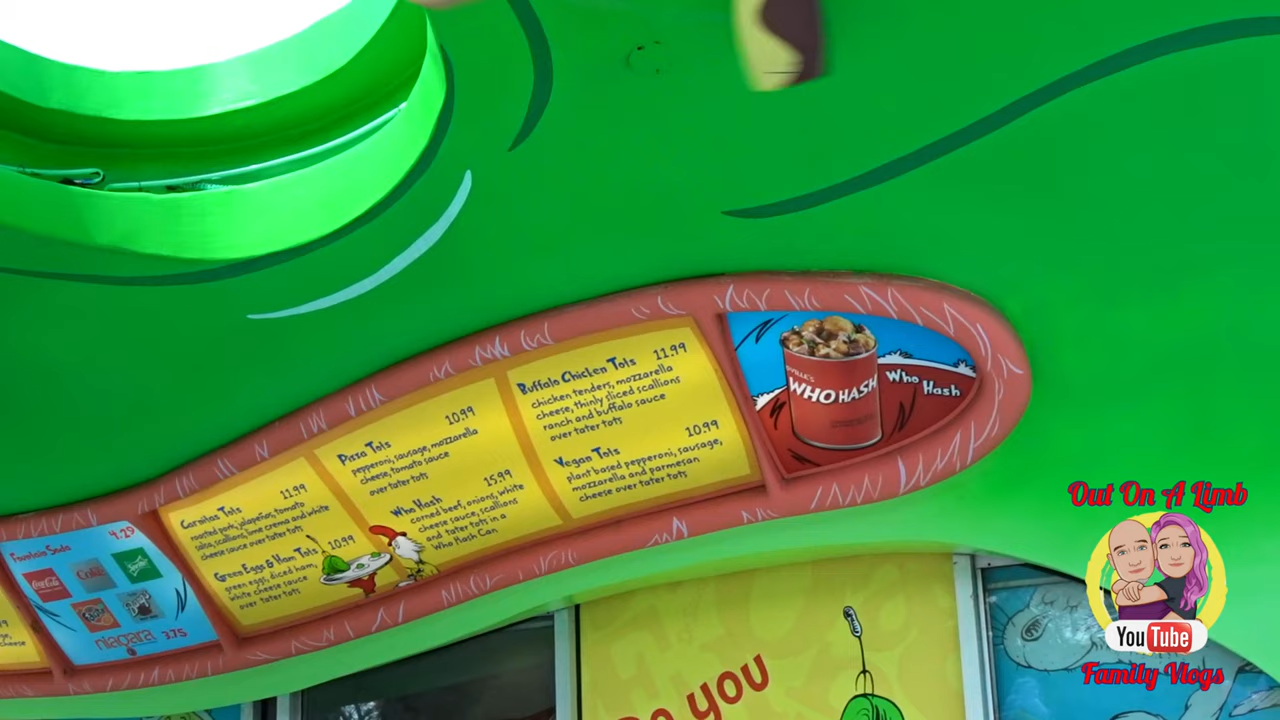 Fountain Soda 4.29
Coca-Cola
Coke
Sprite
niagara 3.75
Carnitas Tots 11.99
roasted pork, jalapeños, tomato
salsa, scallions, lime crema and white
cheese sauce over tater tots
Green Eggs & Ham Tots 10.99
green eggs, diced ham,
white cheese sauce
over tater tots
Pizza Tots 10.99
pepperoni, sausage, mozzarella
cheese, tomato sauce
over tater tots
Who Hash 15.99
corned beef, onions, white
cheese sauce, scallions
and tater tots in a
Who Hash Can
Buffalo Chicken Tots 11.99
chicken tenders, mozzarella
cheese, thinly sliced scallions
ranch and buffalo sauce
over tater tots
Vegan Tots 10.99
plant based pepperoni, sausage,
mozzarella and parmesan
cheese over tater tots
WHO HASH
Who
Hash
cheese
you
Out On A Limb
YouTube
Family Vlogs